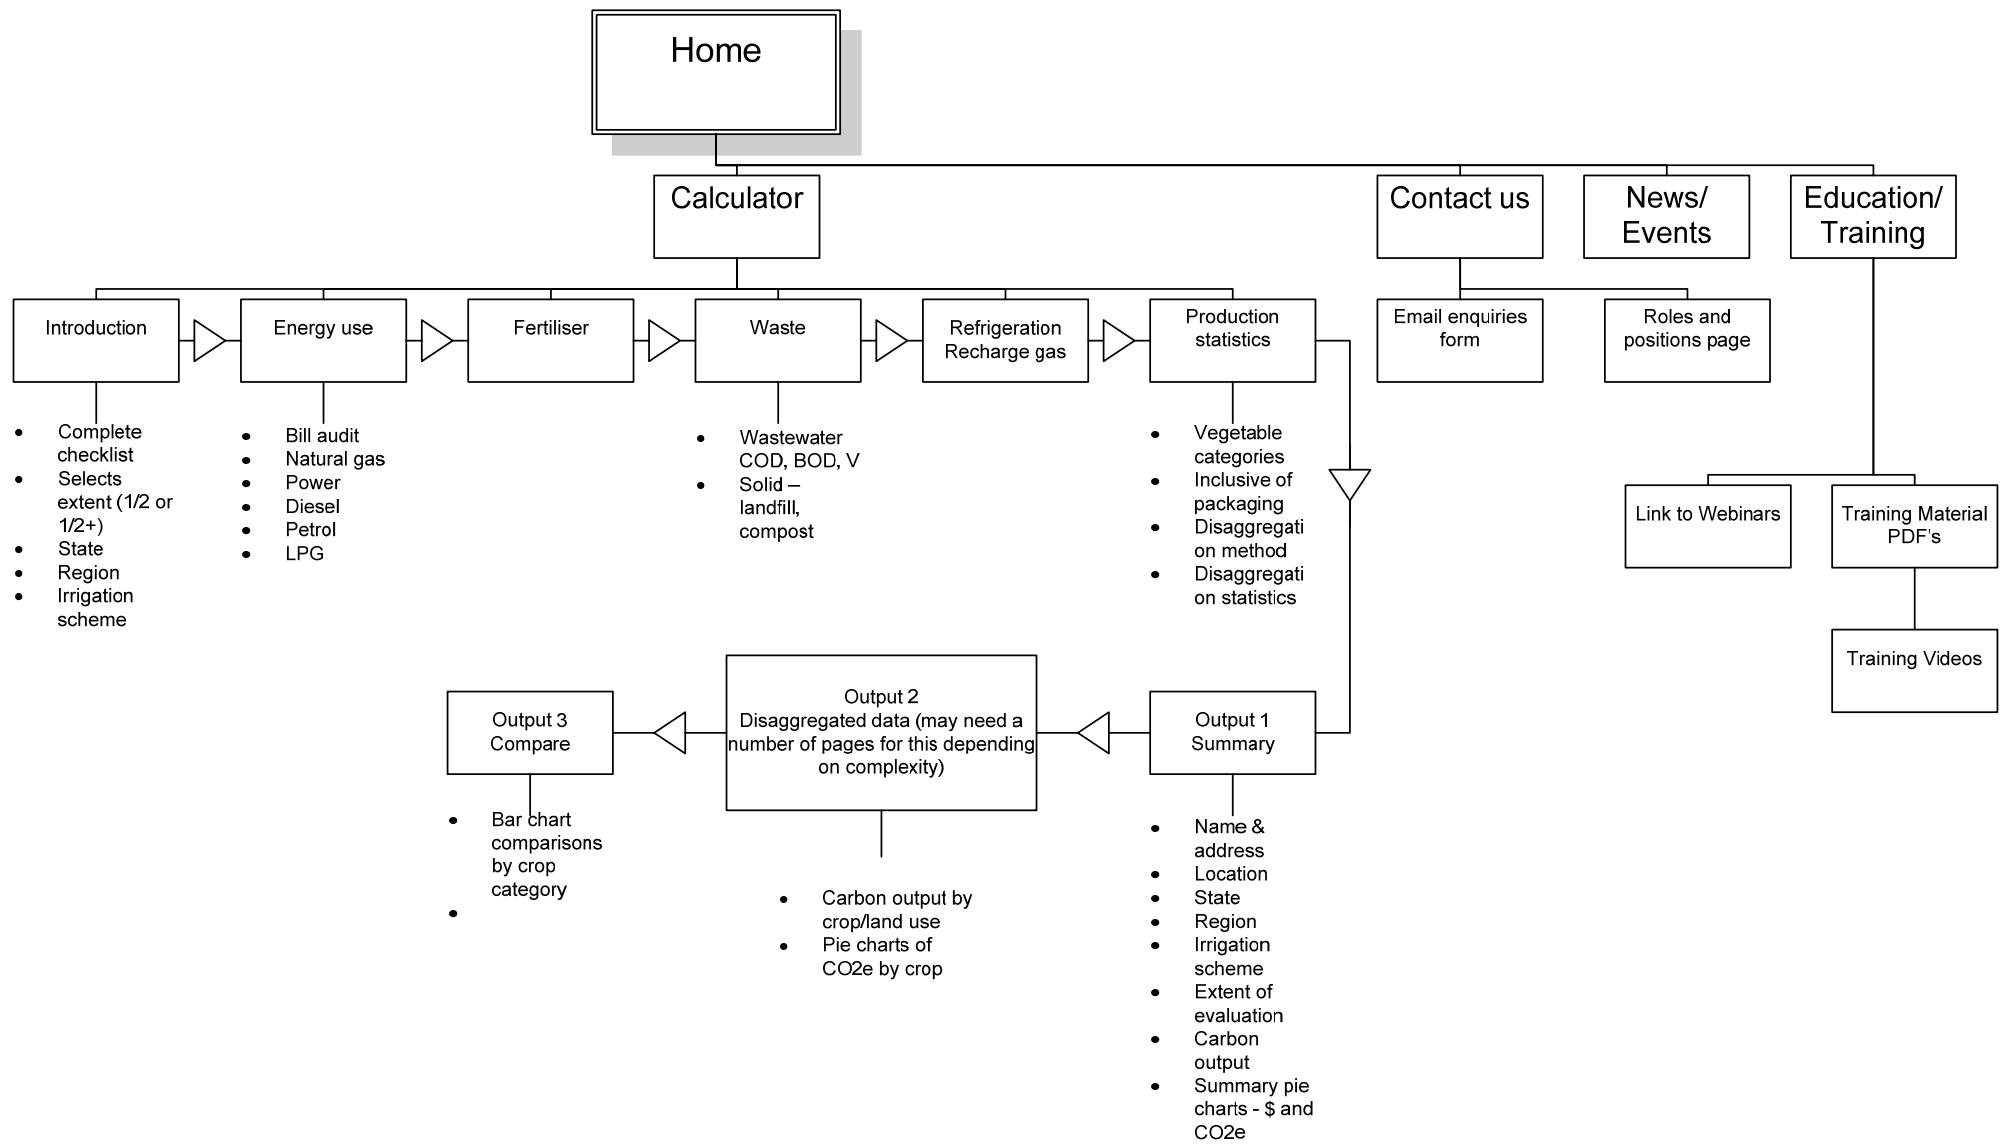 Home
Calculator
Contact us
News/
Events
Education/
Training
Introduction
Energy use
Fertiliser
Waste
Refrigeration
Recharge gas
Production
statistics
Email enquiries
form
Roles and
positions page
• Complete
checklist
• Selects
extent (1/2 or
1/2+)
• State
• Region
• Irrigation
scheme
• Bill audit
• Natural gas
• Power
• Diesel
• Petrol
• LPG
• Wastewater
COD, BOD, V
• Solid –
landfill,
compost
• Vegetable
categories
• Inclusive of
packaging
• Disaggregati
on method
• Disaggregati
on statistics
Link to Webinars
Training Material
PDF's
Training Videos
Output 3
Compare
Output 2
Disaggregated data (may need a
number of pages for this depending
on complexity)
Output 1
Summary
• Bar chart
comparisons
by crop
category
•
• Carbon output by
crop/land use
• Pie charts of
CO2e by crop
• Name &
address
• Location
• State
• Region
• Irrigation
scheme
• Extent of
evaluation
• Carbon
output
• Summary pie
charts - $ and
CO2e